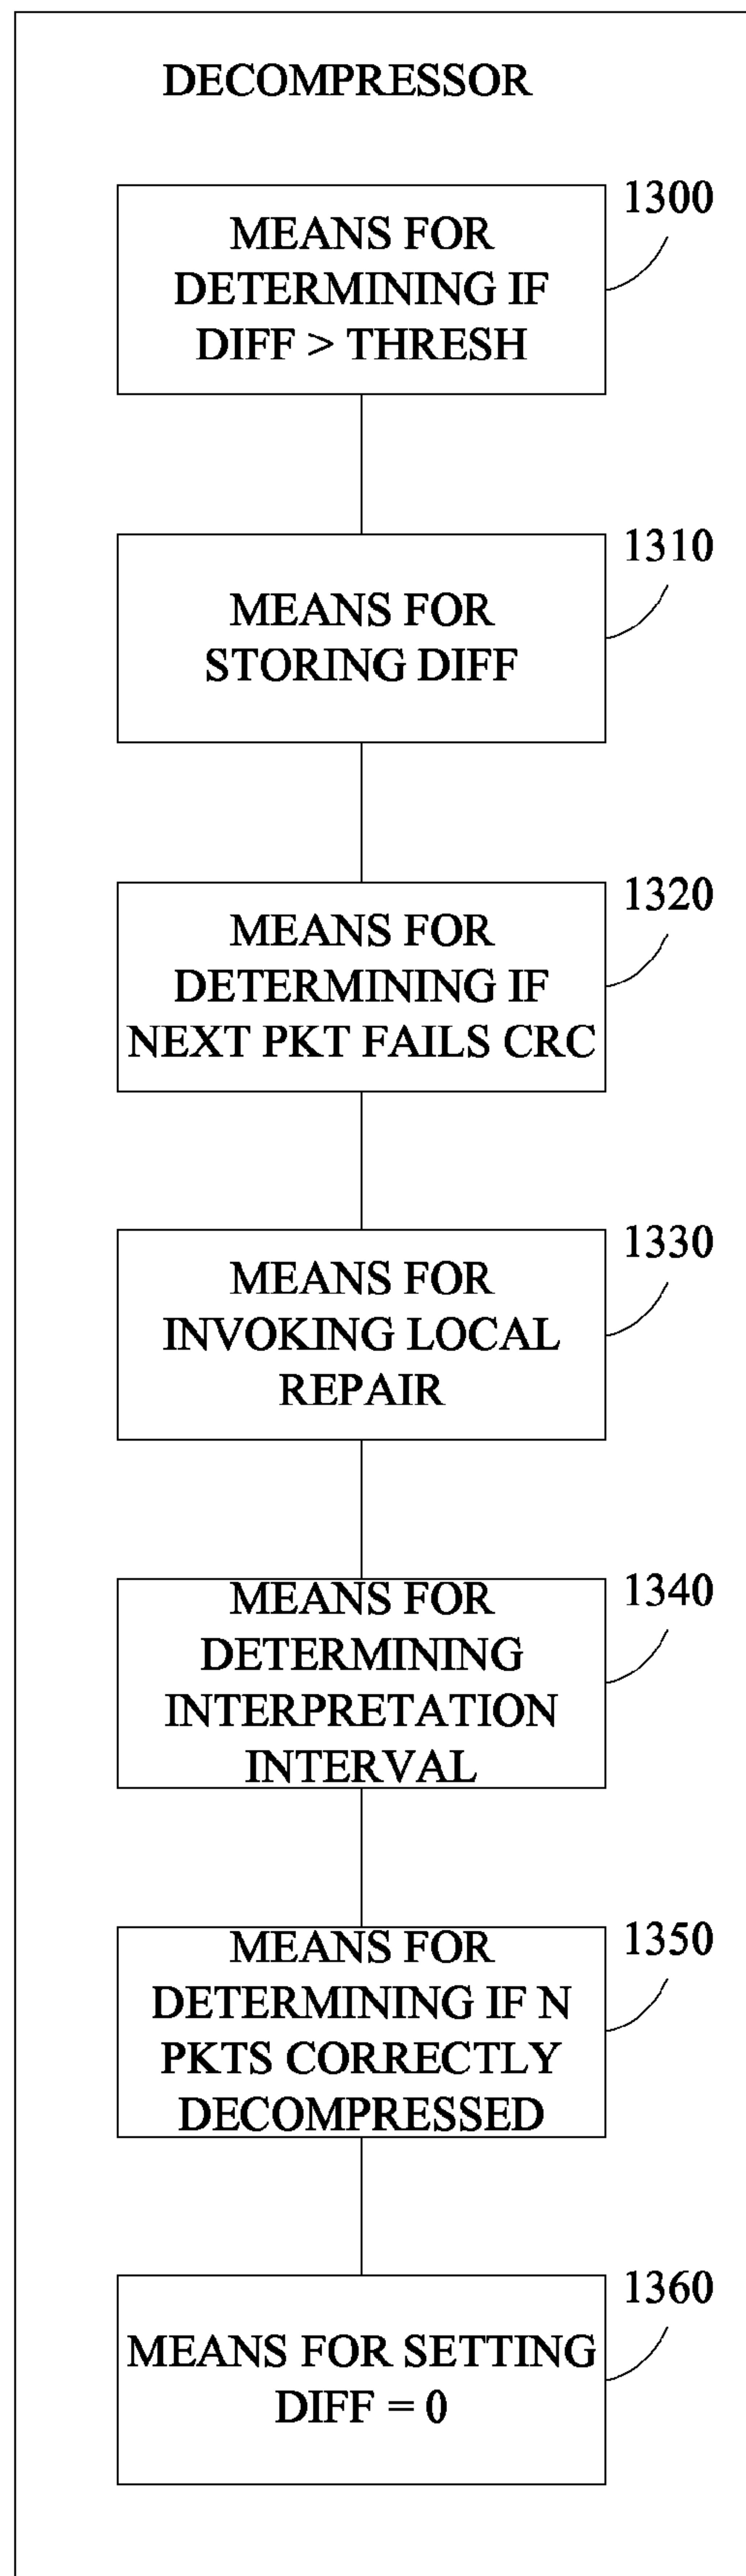 DECOMPRESSOR
1300
MEANS FOR
DETERMINING IF
DIFF > THRESH
1310
MEANS FOR
STORING DIFF
1320
MEANS FOR
DETERMINING IF
NEXT PKT FAILS CRC
1330
MEANS FOR
INVOKING LOCAL
REPAIR
1340
MEANS FOR
DETERMINING
INTERPRETATION
INTERVAL
1350
MEANS FOR
DETERMINING IF N
PKTS CORRECTLY
DECOMPRESSED
1360
MEANS FOR SETTING
DIFF = 0